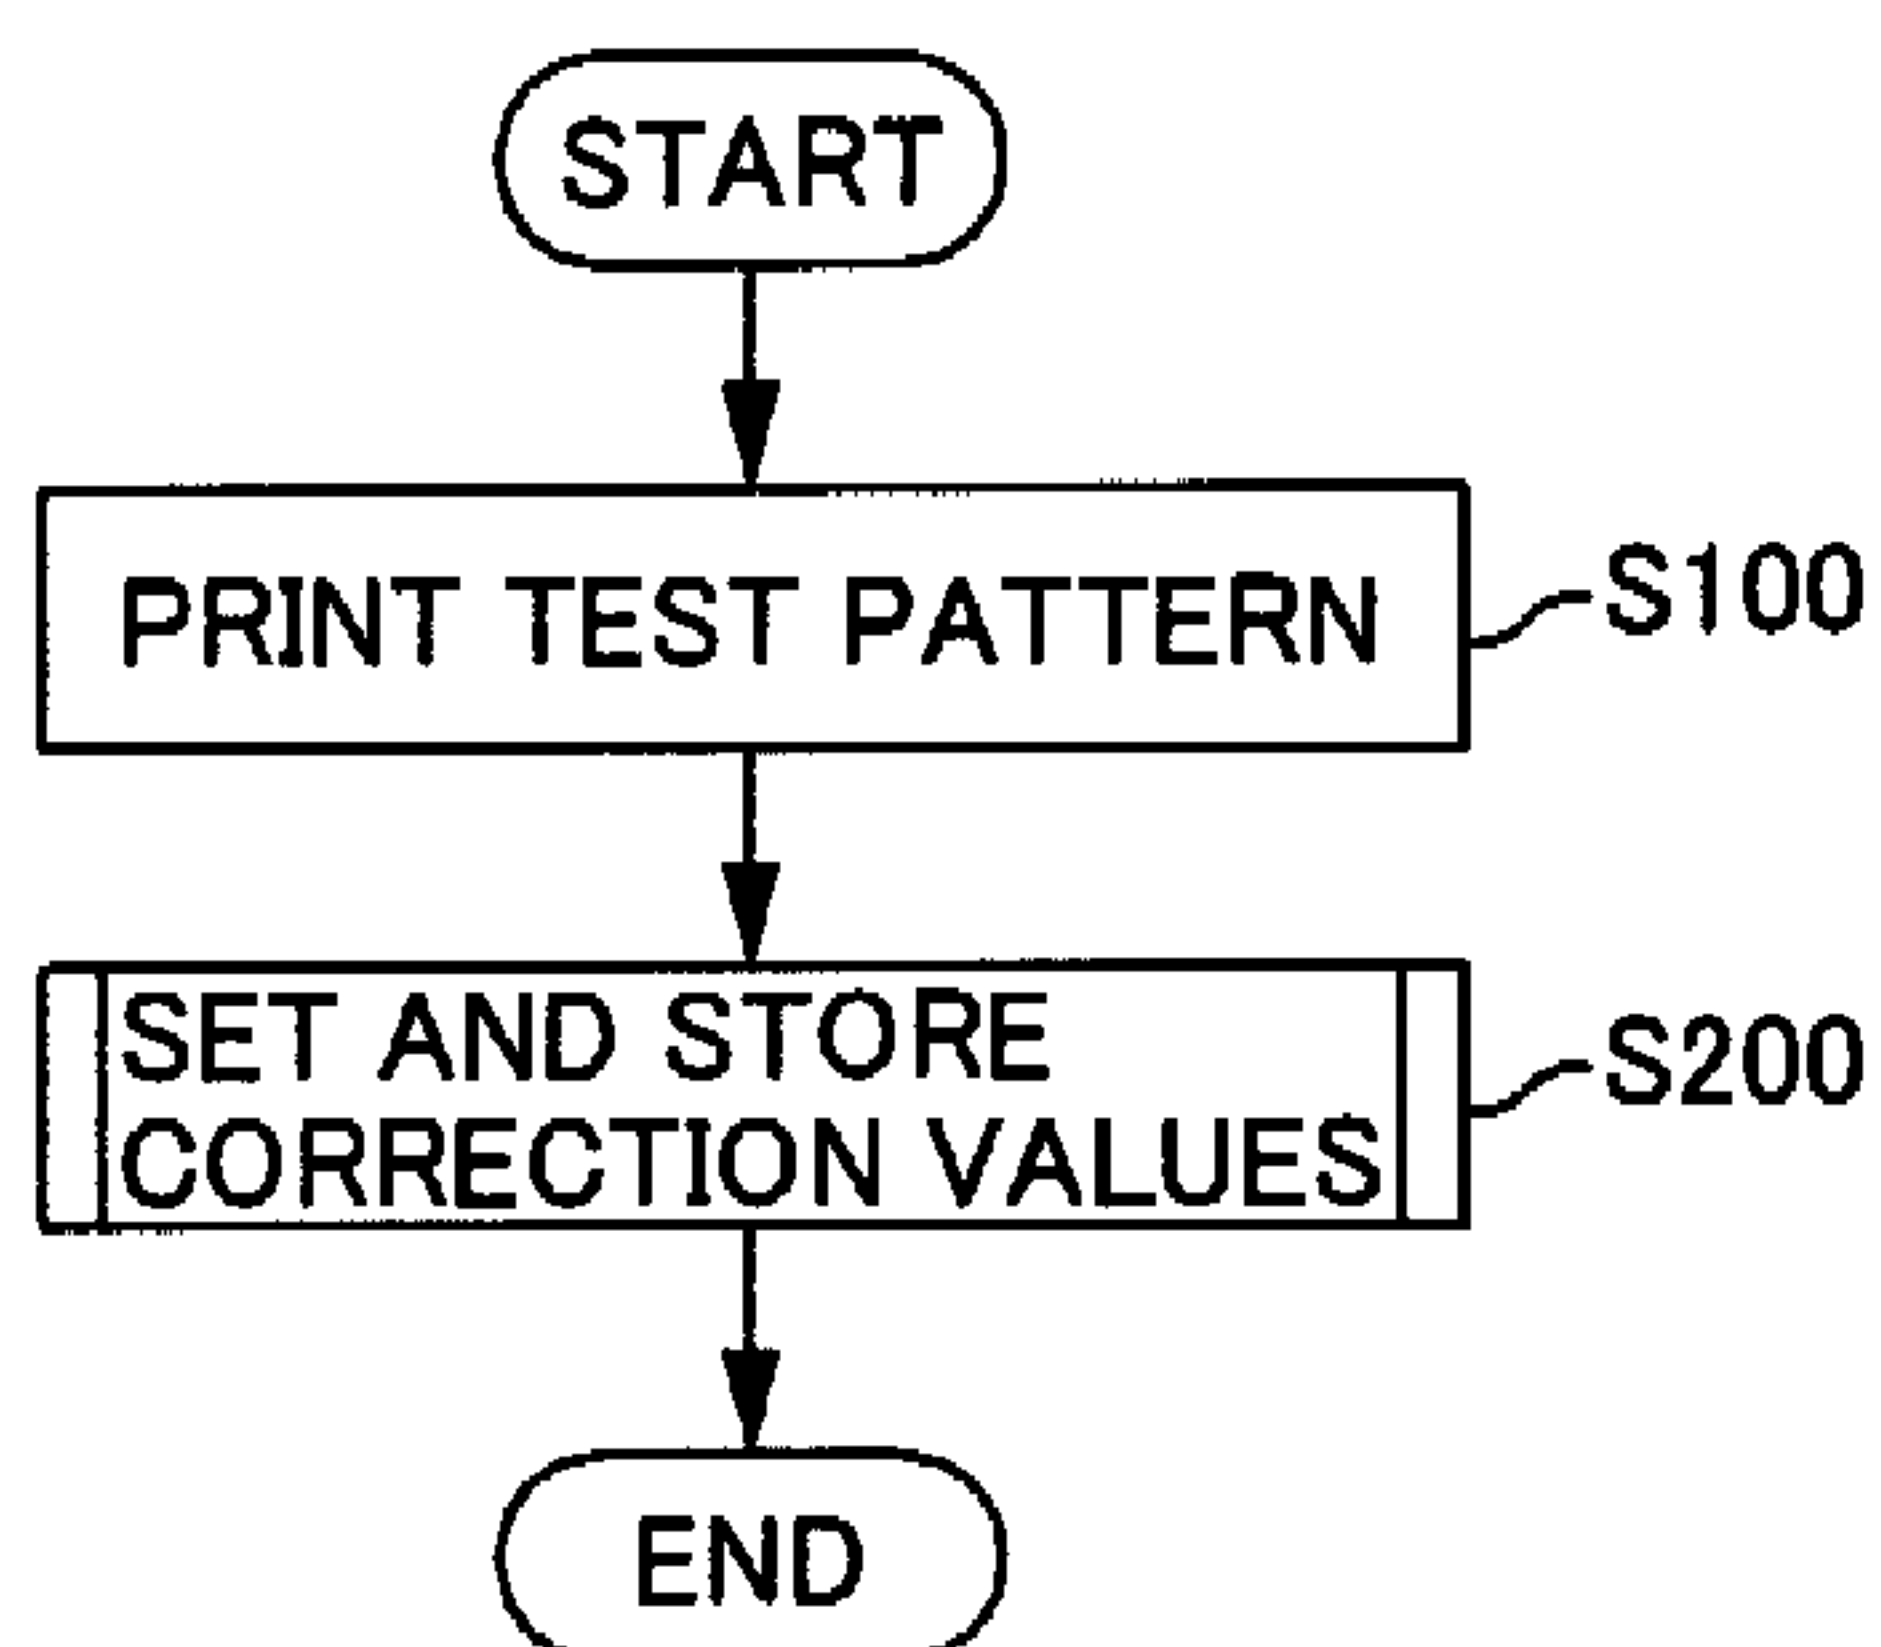 START
PRINT TEST PATTERN
S100
SET AND STORE
CORRECTION VALUES
S200
END